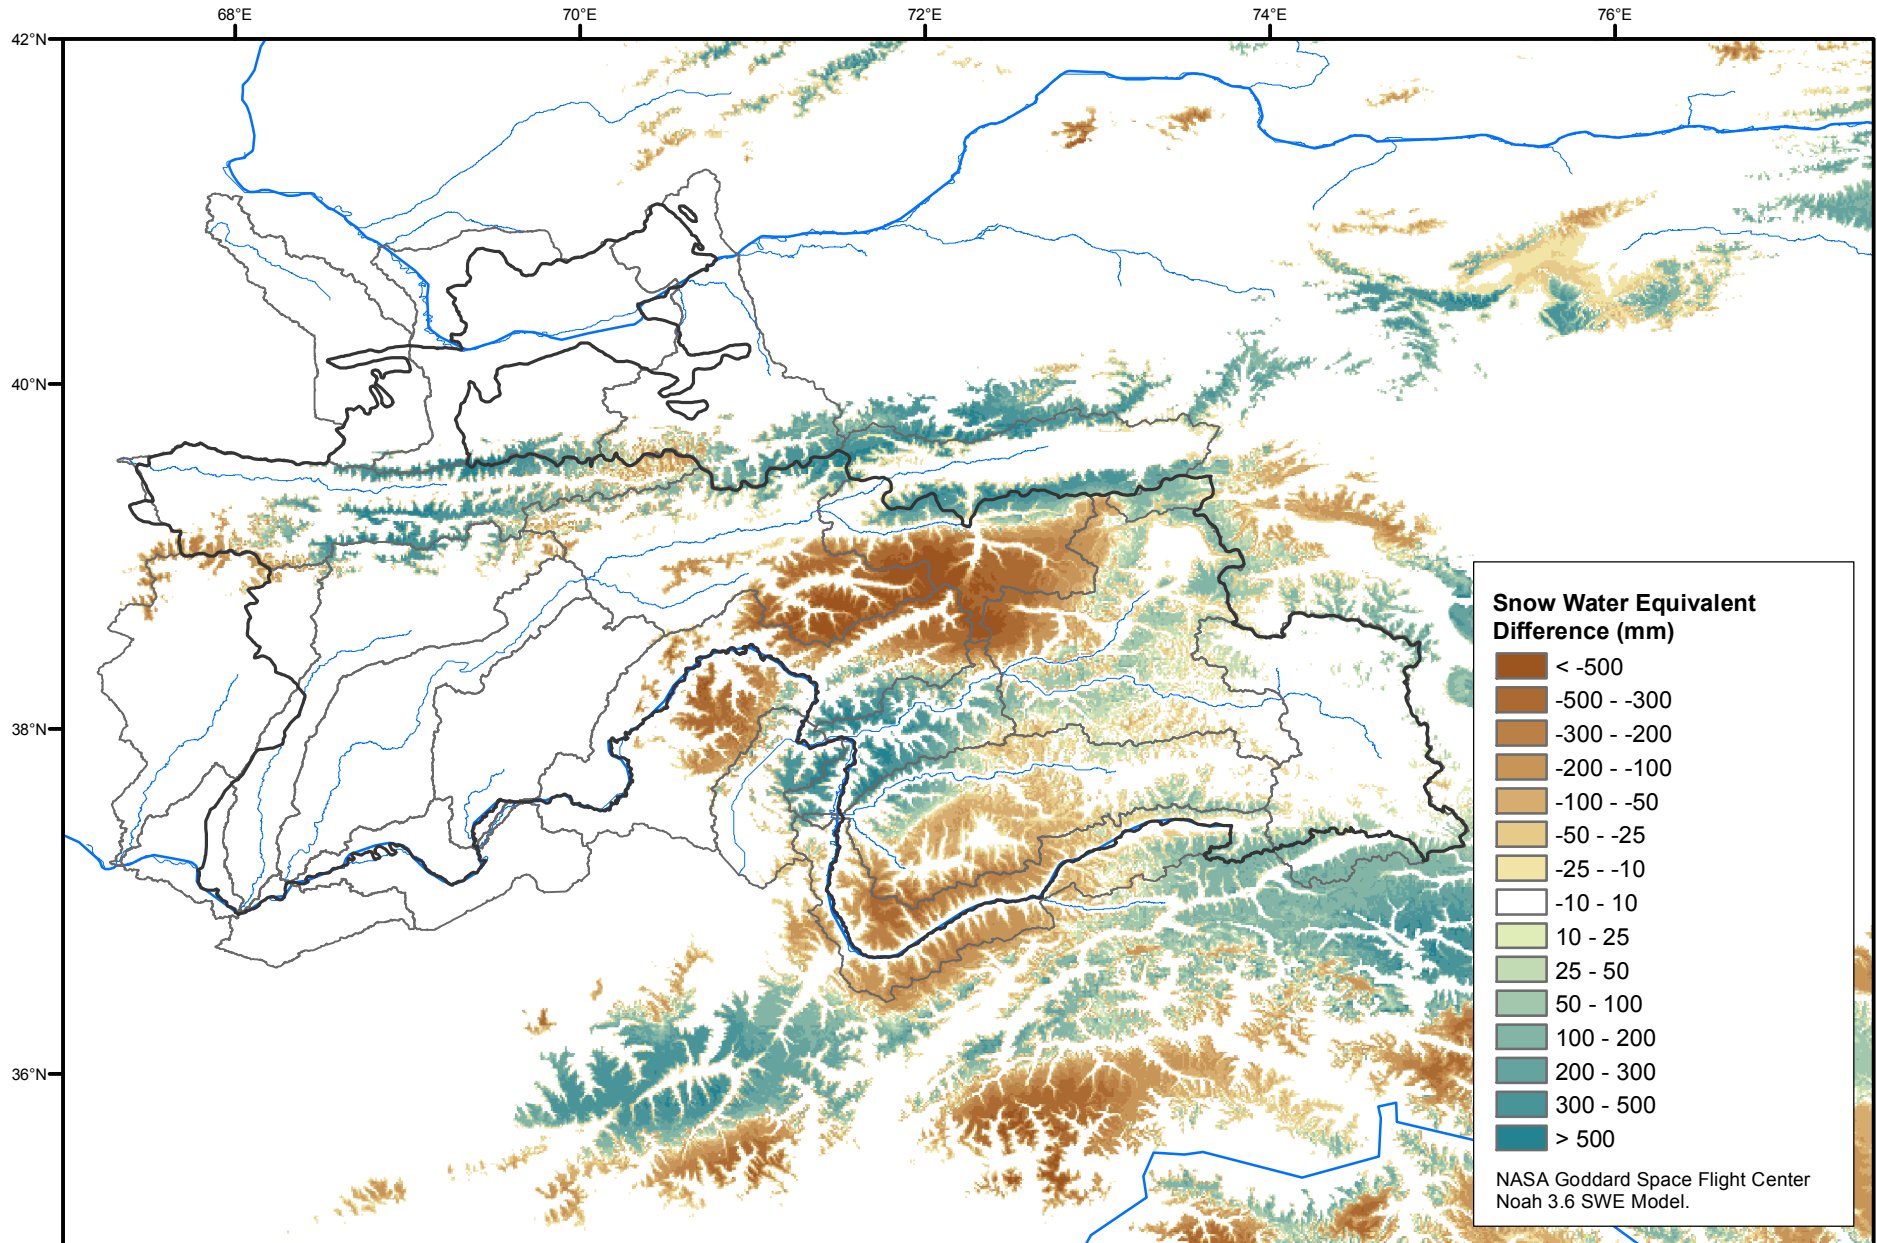 68°E
70°E
72°E
74°E
76°E
42°N
40°N
38°N
36°N
Snow Water Equivalent
Difference (mm)
< -500
-500 - -300
-300 - -200
-200 - -100
-100 - -50
-50 - -25
-25 - -10
-10 - 10
10 - 25
25 - 50
50 - 100
100 - 200
200 - 300
300 - 500
> 500
NASA Goddard Space Flight Center
Noah 3.6 SWE Model.